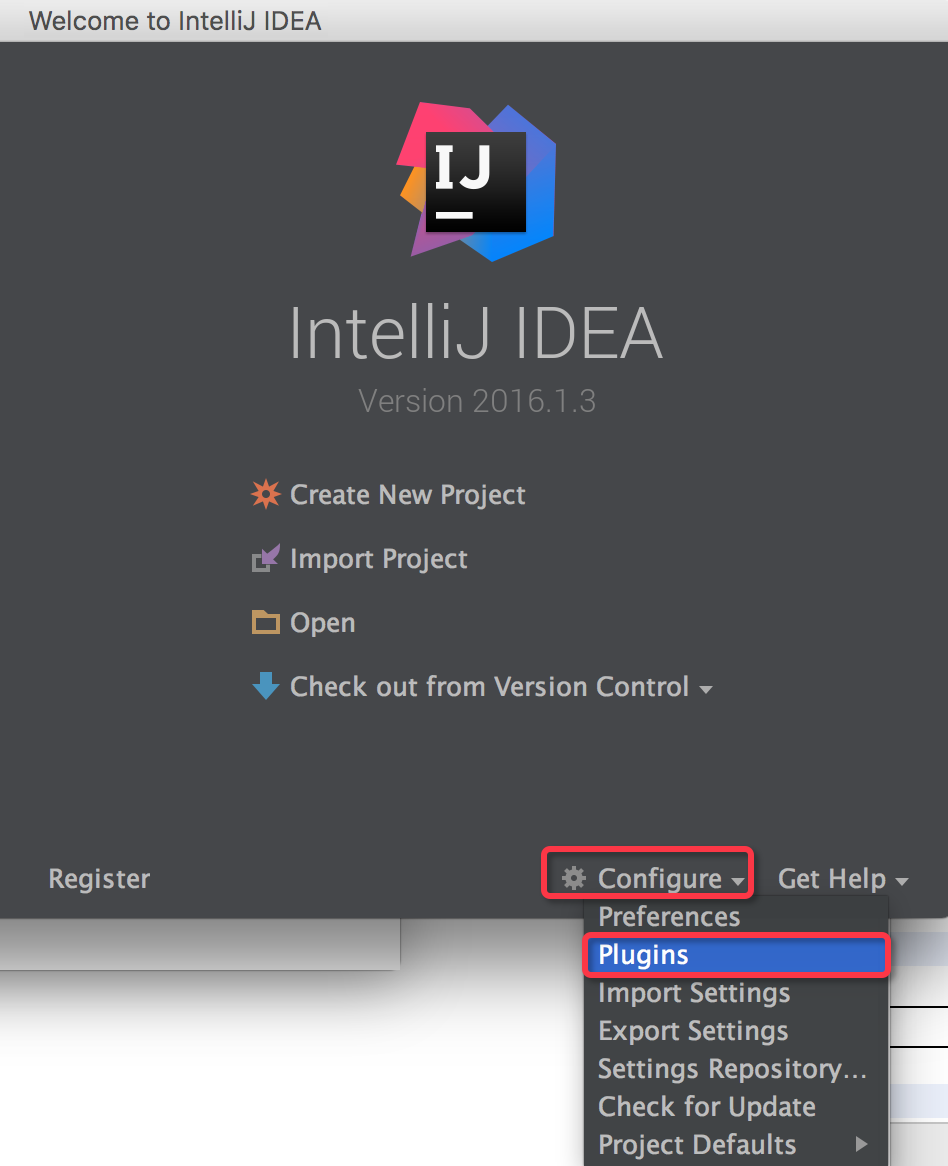 Welcome to IntelliJ IDEA
IJ
IntelliJ IDEA
Version 2016.1.3
Create New Project
Import Project
Open
Check out from Version Control
Register
Configure
Get Help
Preferences
Plugins
Import Settings
Export Settings
Settings Repository...
Check for Update
Project Defaults